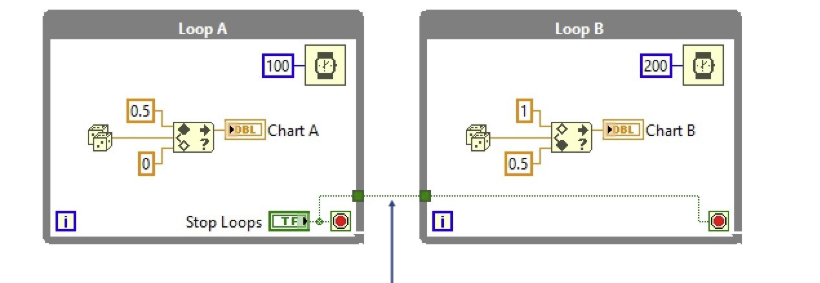 Loop A
Loop B
100
200
0.5
DBL
Chart A
?
0
1
DBL
Chart B
?
0.5
i
Stop Loops
TF
i